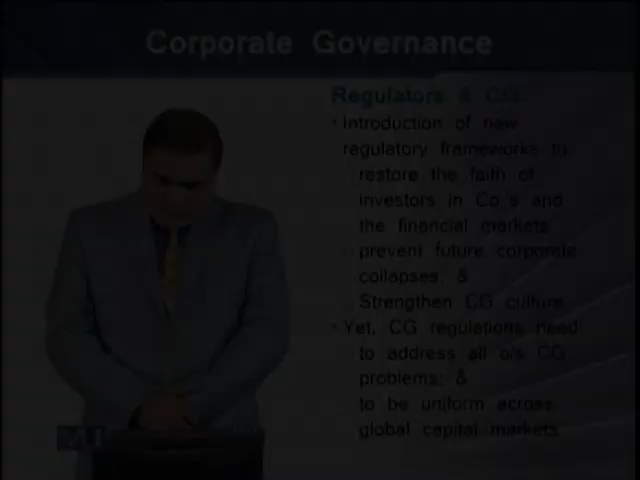 Corporate Governance
Regulators & CG:
• Introduction of new
regulatory frameworks to
restore the faith of
investors in Co.'s and
the financial markets
prevent future corporate
collapses; &
Strengthen CG culture
• Yet, CG regulations need
to address all o/s CG
problems; &
to be uniform across
global capital markets